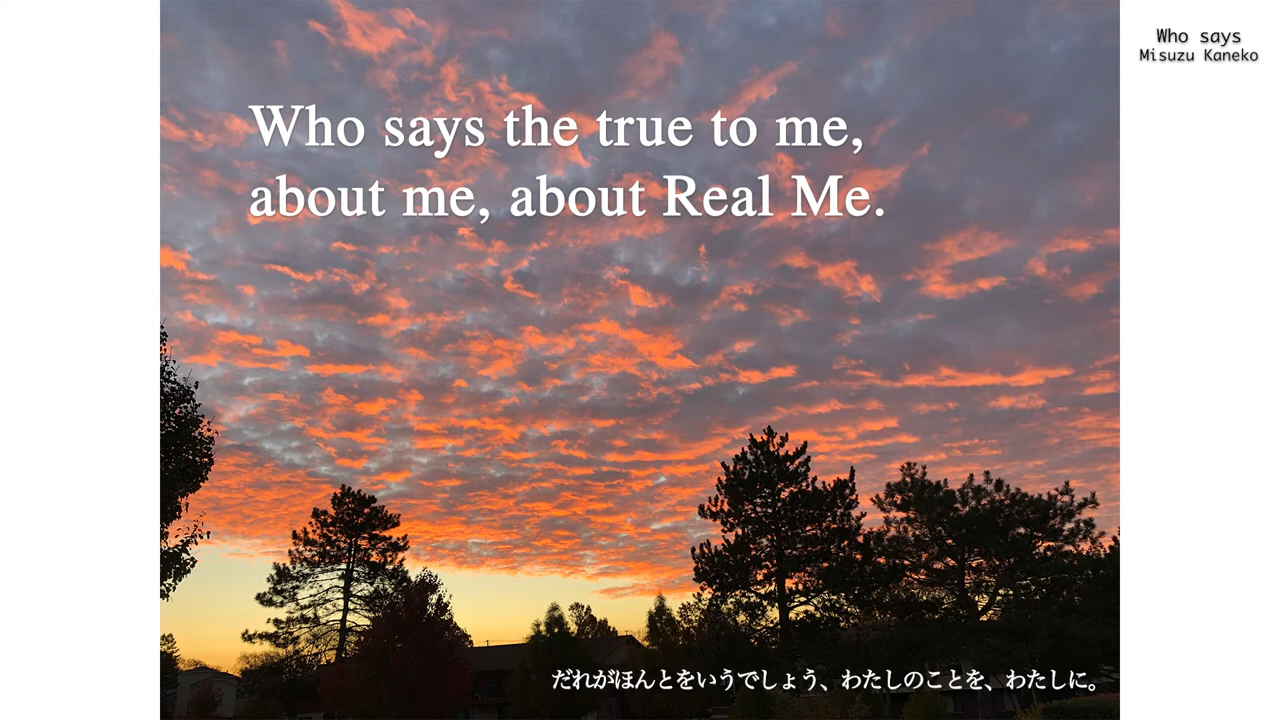 Who says
Misuzu Kaneko
Who says the true to me,
about me, about Real Me.
だれがほんとをいうでしょう、わたしのことを、わたしに。